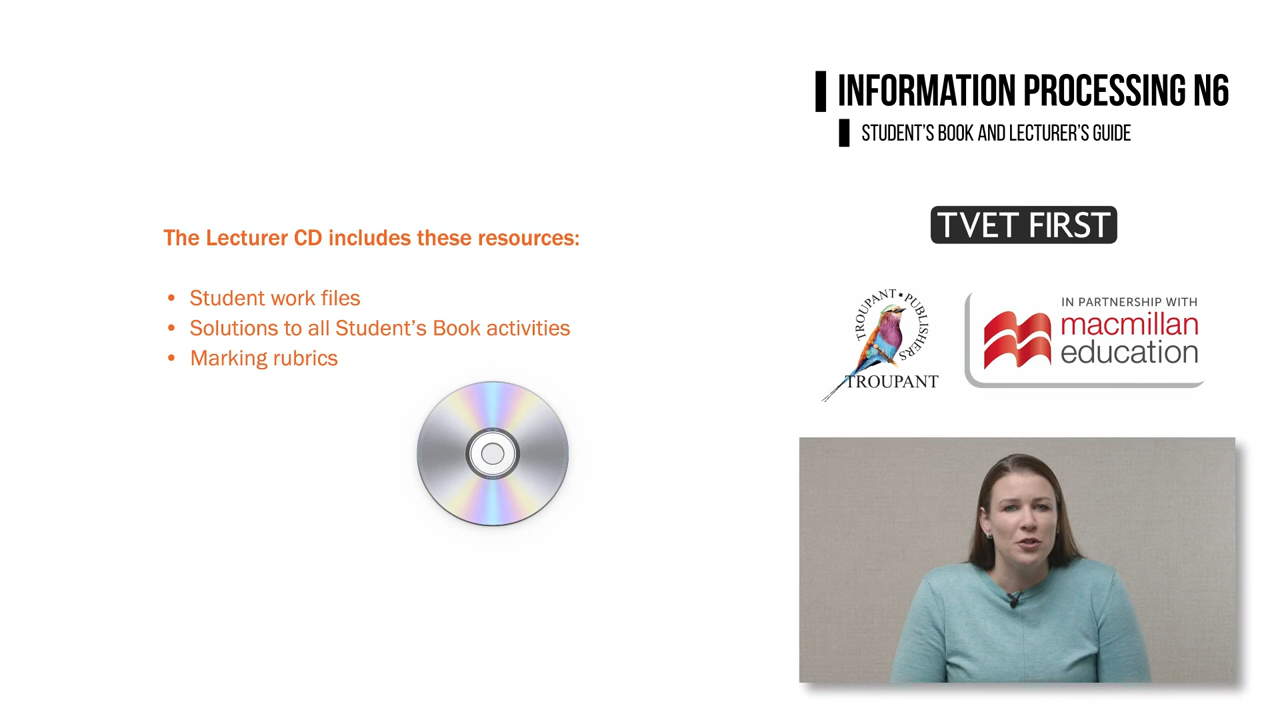 INFORMATION PROCESSING N6
STUDENT'S BOOK AND LECTURER'S GUIDE
TVET FIRST
TROUPANT • PUBLISHERS
TROUPANT
IN PARTNERSHIP WITH
macmillan
education
The Lecturer CD includes these resources:
• Student work files
• Solutions to all Student’s Book activities
• Marking rubrics